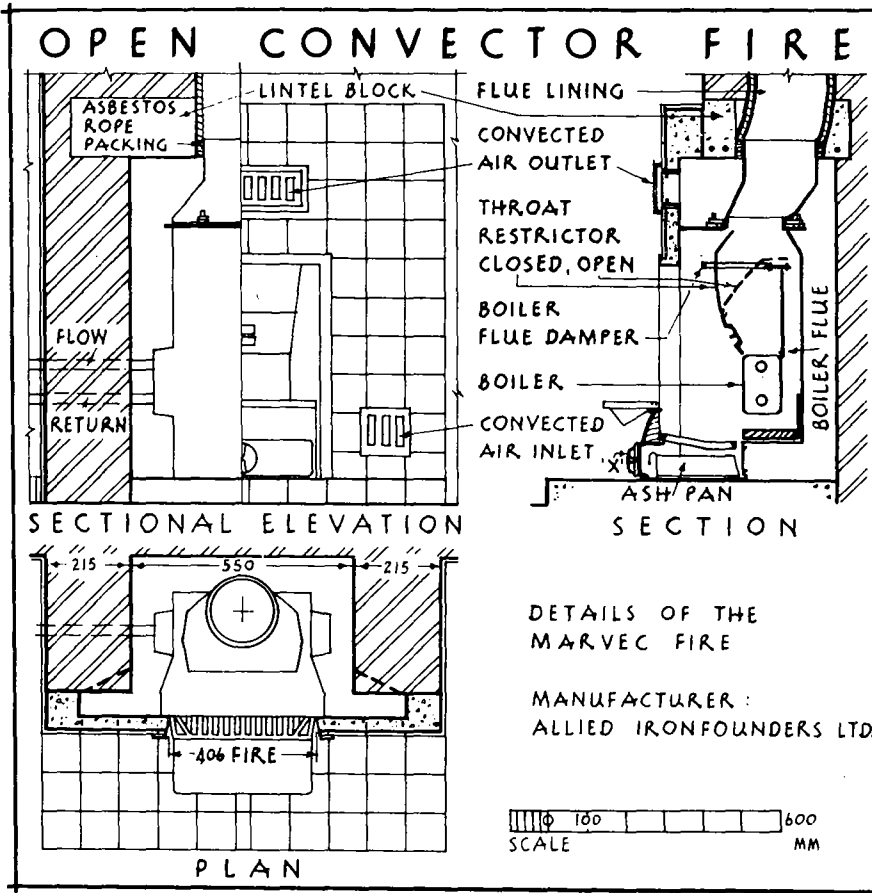 OPEN CONVECTOR FIRE
ASBESTOS
ROPE
PACKING
LINTEL BLOCK
FLUE LINING
CONVECTED
AIR OUTLET
THROAT
RESTRICTOR
CLOSED, OPEN
BOILER
FLUE DAMPER
BOILER
CONVECTED
AIR INLET
FLOW
RETURN
'X'
ASH PAN
BOILER FLUE
SECTIONAL ELEVATION
SECTION
215
550
215
406 FIRE
PLAN
DETAILS OF THE
MARVEC FIRE
MANUFACTURER:
ALLIED IRONFOUNDERS LTD.
0 100 600
SCALE MM